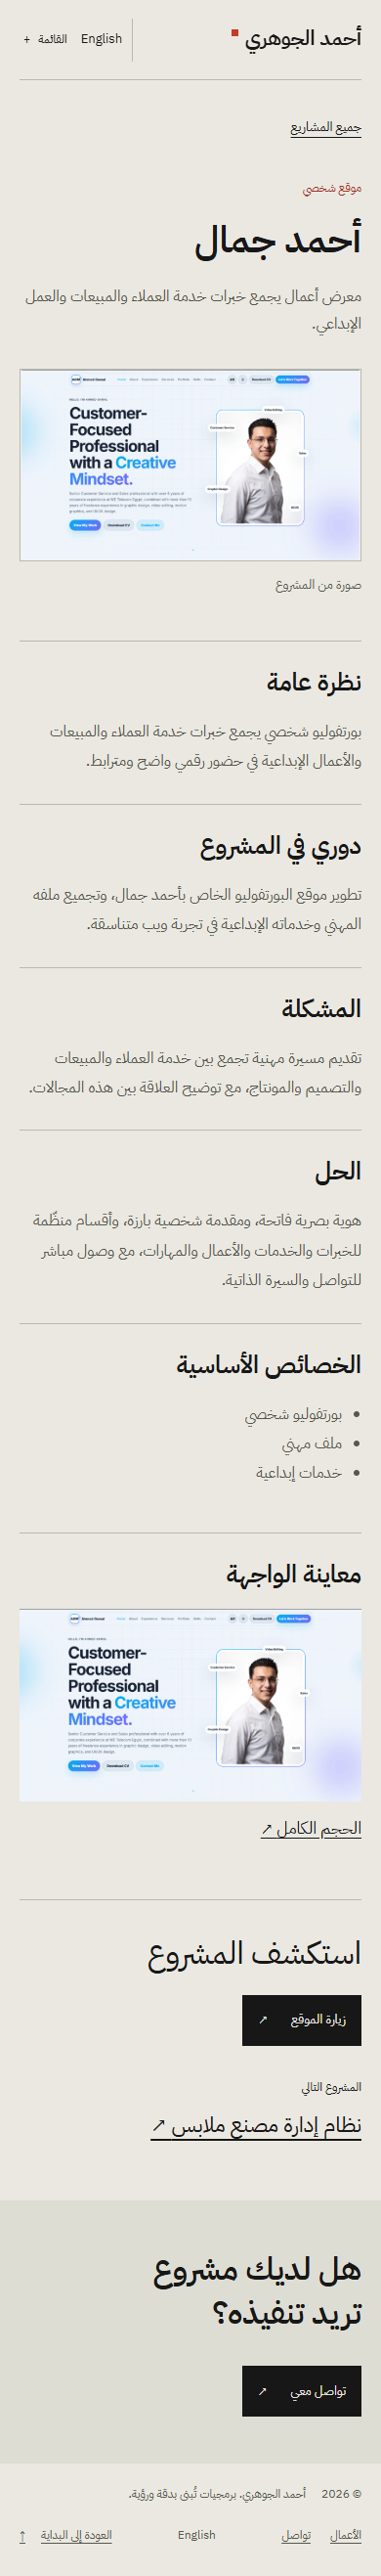 أحمد الجوهري
English
القائمة +
جميع المشاريع
موقع شخصي
أحمد جمال
معرض أعمال يجمع خبرات خدمة العملاء والمبيعات والعمل
الإبداعي.
Customer-
Focused
Professional
with a Creative
Mindset.
صورة من المشروع
نظرة عامة
بورتفوليو شخصي يجمع خبرات خدمة العملاء والمبيعات
والأعمال الإبداعية في حضور رقمي واضح ومترابط.
دوري في المشروع
تطوير موقع البورتفوليو الخاص بأحمد جمال، وتجميع ملفه
المهني وخدماته الإبداعية في تجربة ويب متناسقة.
المشكلة
تقديم مسيرة مهنية تجمع بين خدمة العملاء والمبيعات
والتصميم والمونتاج، مع توضيح العلاقة بين هذه المجالات.
الحل
هوية بصرية فاتحة، ومقدمة شخصية بارزة، وأقسام منظّمة
للخبرات والخدمات والأعمال والمهارات، مع وصول مباشر
للتواصل والسيرة الذاتية.
الخصائص الأساسية
• بورتفوليو شخصي
• ملف مهني
• خدمات إبداعية
معاينة الواجهة
Customer-
Focused
Professional
with a Creative
Mindset.
الحجم الكامل ↗
استكشف المشروع
زيارة الموقع ↗
المشروع التالي
نظام إدارة مصنع ملابس ↗
هل لديك مشروع
تريد تنفيذه؟
تواصل معي ↗
© 2026 أحمد الجوهري. برمجيات تُبنى بدقة ورؤية.
الأعمال تواصل English العودة إلى البداية ↑